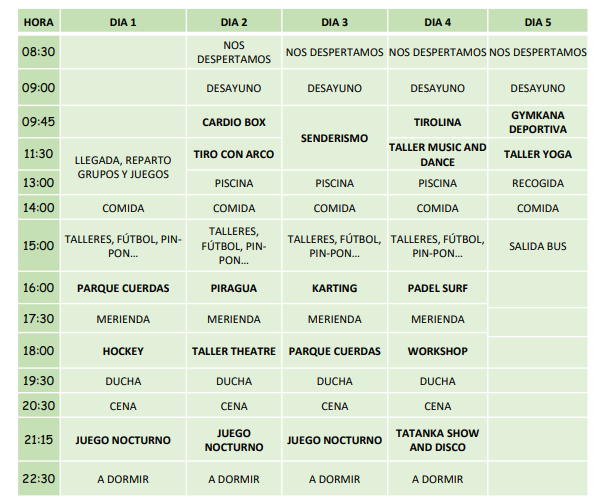 HORA DIA 1 DIA 2 DIA 3 DIA 4 DIA 5
08:30 NOS DESPERTAMOS NOS DESPERTAMOS NOS DESPERTAMOS NOS DESPERTAMOS
09:00 DESAYUNO DESAYUNO DESAYUNO DESAYUNO
09:45 CARDIO BOX SENDERISMO TIROLINA GYMKANA DEPORTIVA
11:30 LLEGADA, REPARTO GRUPOS Y JUEGOS TIRO CON ARCO TALLER MUSIC AND DANCE TALLER YOGA
13:00 PISCINA PISCINA PISCINA RECOGIDA
14:00 COMIDA COMIDA COMIDA COMIDA COMIDA
15:00 TALLERES, FÚTBOL, PIN-PON... TALLERES, FÚTBOL, PIN-PON... TALLERES, FÚTBOL, PIN-PON... TALLERES, FÚTBOL, PIN-PON... SALIDA BUS
16:00 PARQUE CUERDAS PIRAGUA KARTING PADEL SURF
17:30 MERIENDA MERIENDA MERIENDA MERIENDA
18:00 HOCKEY TALLER THEATRE PARQUE CUERDAS WORKSHOP
19:30 DUCHA DUCHA DUCHA DUCHA
20:30 CENA CENA CENA CENA
21:15 JUEGO NOCTURNO JUEGO NOCTURNO JUEGO NOCTURNO TATANKA SHOW AND DISCO
22:30 A DORMIR A DORMIR A DORMIR A DORMIR